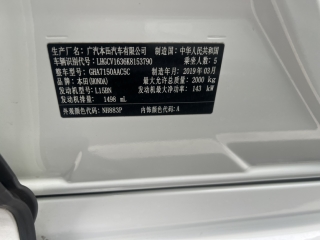 生产厂名：广汽本田汽车有限公司 制造国：中华人民共和国
车辆识别代号：LHGCV1636K8153790 乘坐人数：5
整车型号：GHA7150AACSC 制造年月：2019年03月
品牌：本田(HONDA) 最大允许总质量：2000 kg
发动机型号：L15BN 发动机最大净功率：143 kW
发动机排量：1498 mL
外观颜色代码：NH883P 内饰颜色代码：A